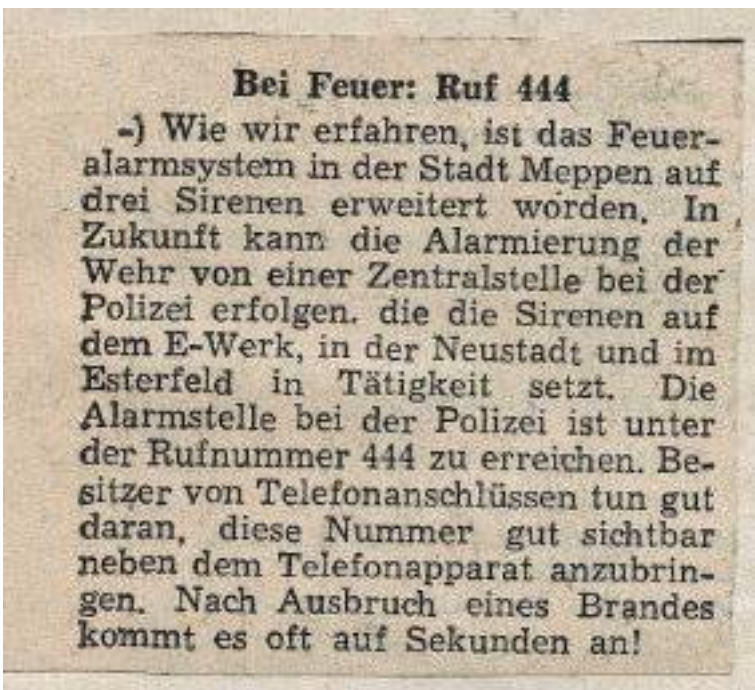 Bei Feuer: Ruf 444
-) Wie wir erfahren, ist das Feuer-
alarmsystem in der Stadt Meppen auf
drei Sirenen erweitert worden. In
Zukunft kann die Alarmierung der
Wehr von einer Zentralstelle bei der
Polizei erfolgen. die die Sirenen auf
dem E-Werk, in der Neustadt und im
Esterfeld in Tätigkeit setzt. Die
Alarmstelle bei der Polizei ist unter
der Rufnummer 444 zu erreichen. Be-
sitzer von Telefonanschlüssen tun gut
daran, diese Nummer gut sichtbar
neben dem Telefonapparat anzubrin-
gen. Nach Ausbruch eines Brandes
kommt es oft auf Sekunden an!